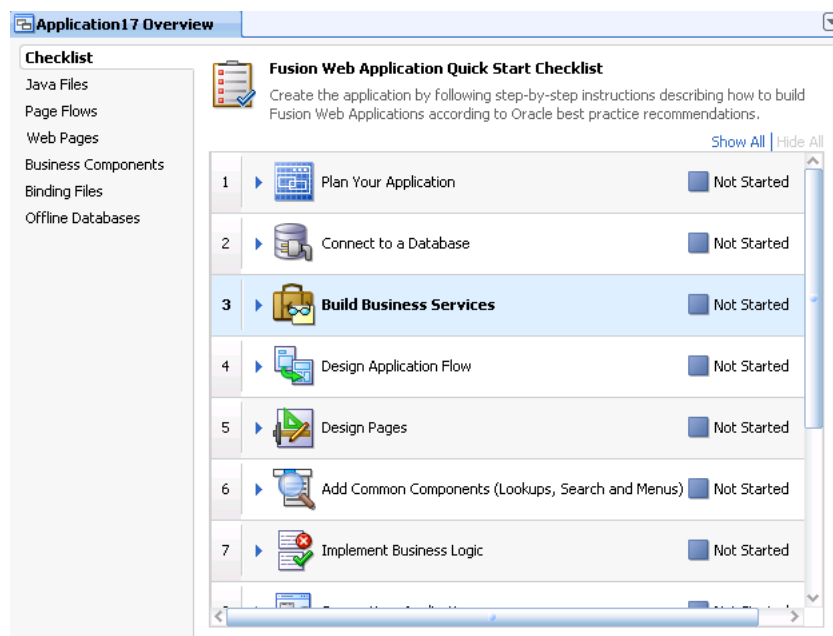 Application17 Overview
Checklist
Java Files
Page Flows
Web Pages
Business Components
Binding Files
Offline Databases
Fusion Web Application Quick Start Checklist
Create the application by following step-by-step instructions describing how to build
Fusion Web Applications according to Oracle best practice recommendations.
Show All | Hide All
1 Plan Your Application Not Started
2 Connect to a Database Not Started
3 Build Business Services Not Started
4 Design Application Flow Not Started
5 Design Pages Not Started
6 Add Common Components (Lookups, Search and Menus) Not Started
7 Implement Business Logic Not Started